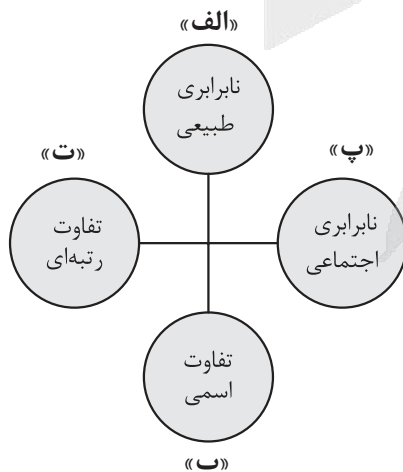 «الف»
نابرابری
طبیعی
«پ»
نابرابری
اجتماعی
«ت»
تفاوت
رتبه‌ای
تفاوت
اسمی
«ب»